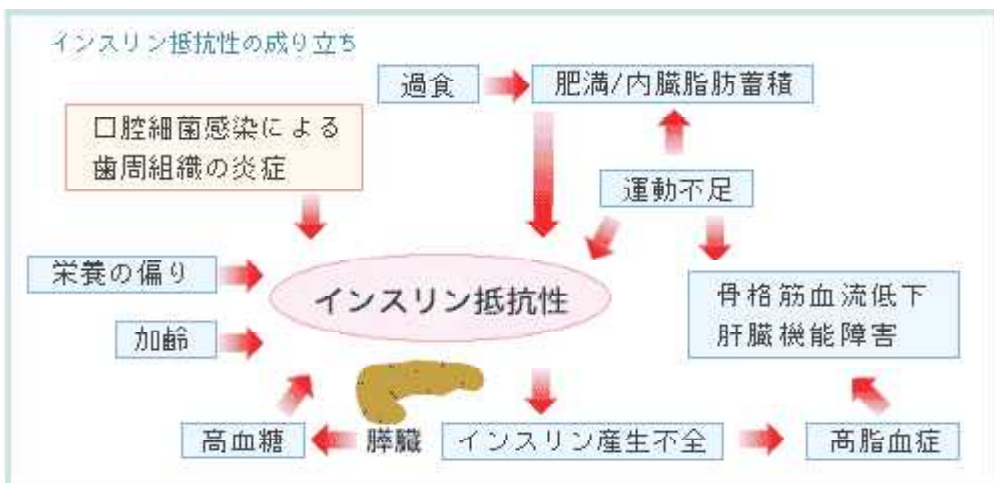 インスリン抵抗性の成り立ち
過食
肥満/内臓脂肪蓄積
口腔細菌感染による
歯周組織の炎症
運動不足
栄養の偏り
インスリン抵抗性
骨格筋血流低下
肝臓機能障害
加齢
高血糖
膵臓
インスリン産生不全
高脂血症